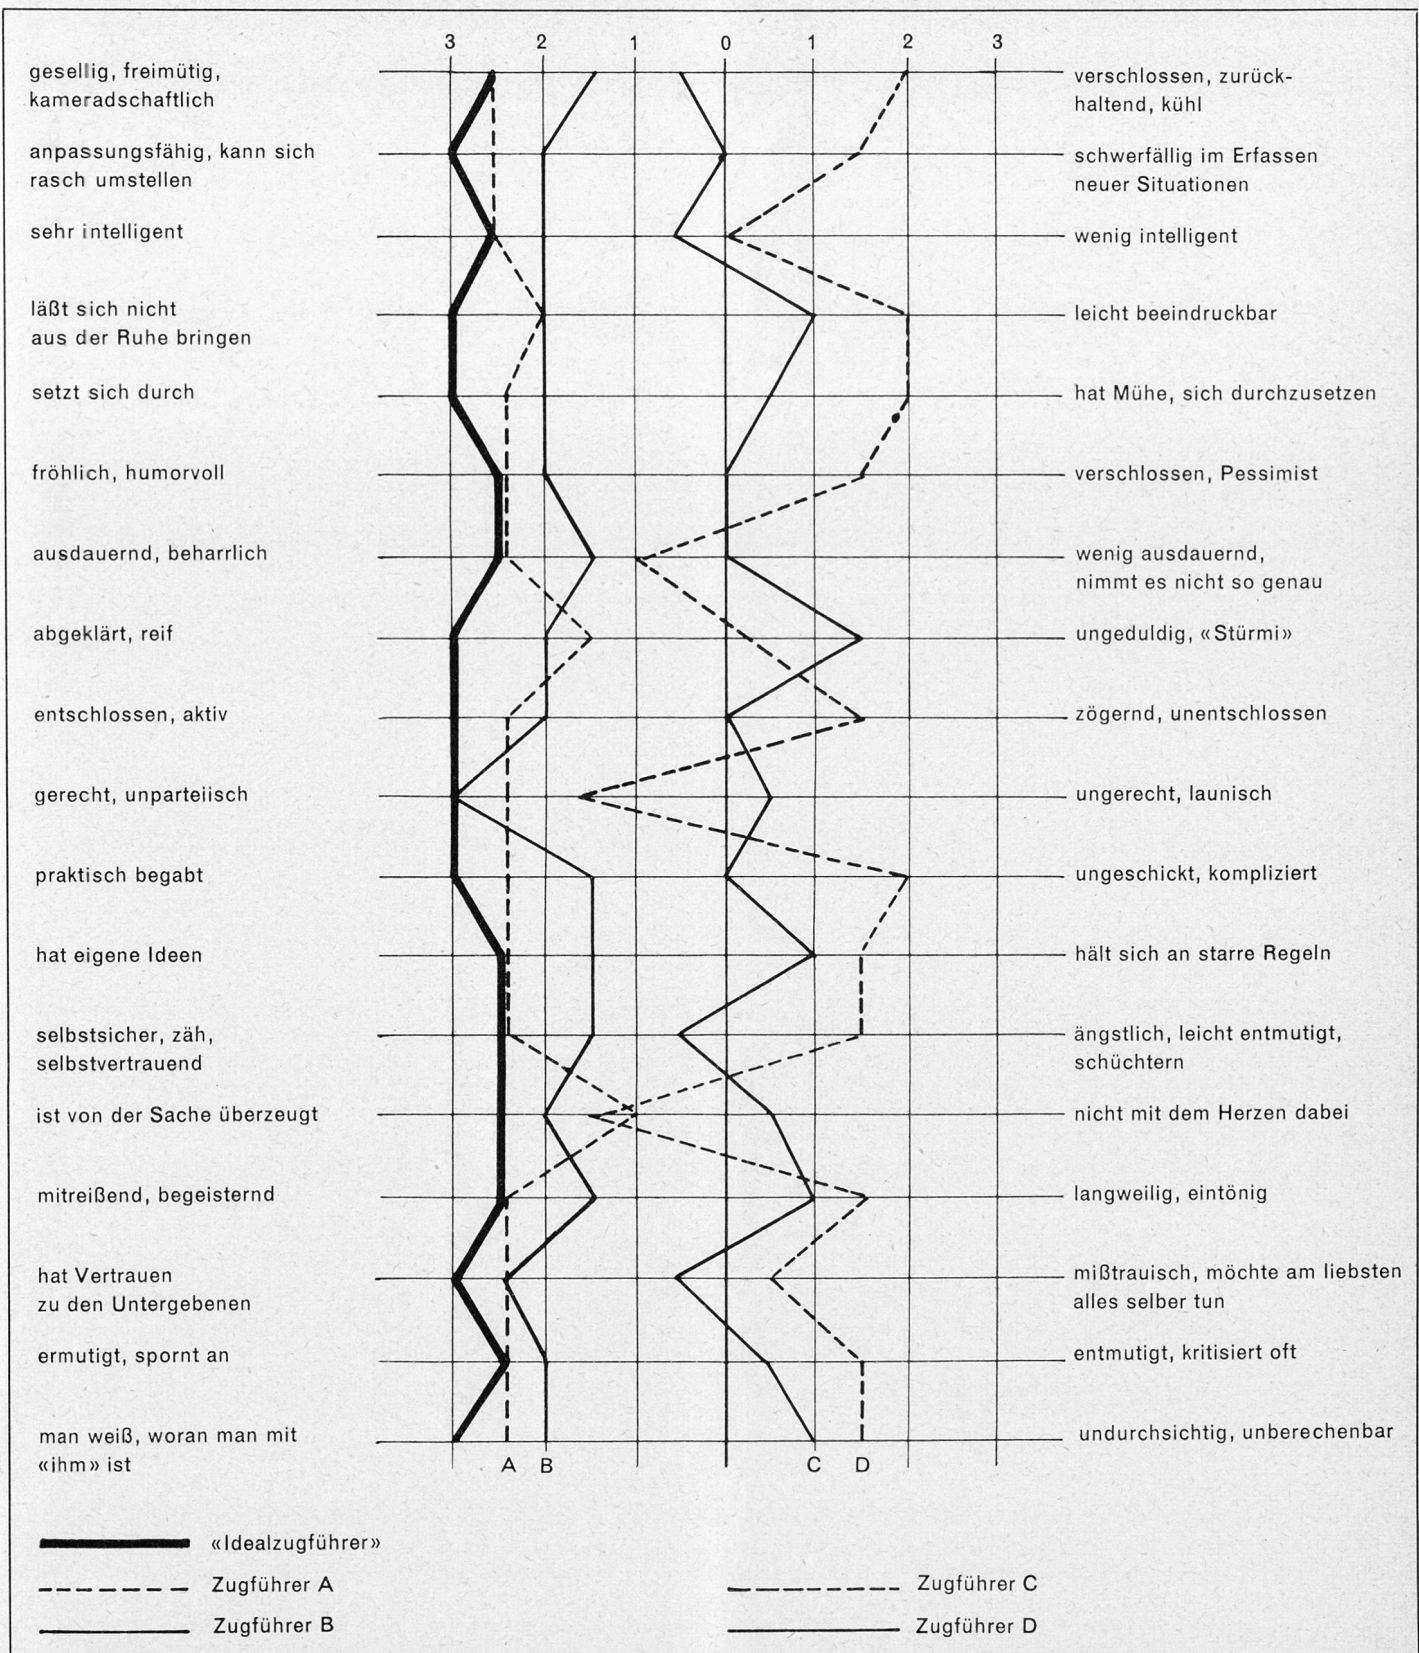 3 2 1 0 1 2 3
gesellig, freimütig,
kameradschaftlich
verschlossen, zurück-
haltend, kühl
anpassungsfähig, kann sich
rasch umstellen
schwerfällig im Erfassen
neuer Situationen
sehr intelligent
wenig intelligent
läßt sich nicht
aus der Ruhe bringen
leicht beeindruckbar
setzt sich durch
hat Mühe, sich durchzusetzen
fröhlich, humorvoll
verschlossen, Pessimist
ausdauernd, beharrlich
wenig ausdauernd,
nimmt es nicht so genau
abgeklärt, reif
ungeduldig, «Stürmi»
entschlossen, aktiv
zögernd, unentschlossen
gerecht, unparteiisch
ungerecht, launisch
praktisch begabt
ungeschickt, kompliziert
hat eigene Ideen
hält sich an starre Regeln
selbstsicher, zäh,
selbstvertrauend
ängstlich, leicht entmutigt,
schüchtern
ist von der Sache überzeugt
nicht mit dem Herzen dabei
mitreißend, begeisternd
langweilig, eintönig
hat Vertrauen
zu den Untergebenen
mißtrauisch, möchte am liebsten
alles selber tun
ermutigt, spornt an
entmutigt, kritisiert oft
man weiß, woran man mit
«ihm» ist
undurchsichtig, unberechenbar
A B C D
«Idealzugführer»
Zugführer A
Zugführer C
Zugführer B
Zugführer D